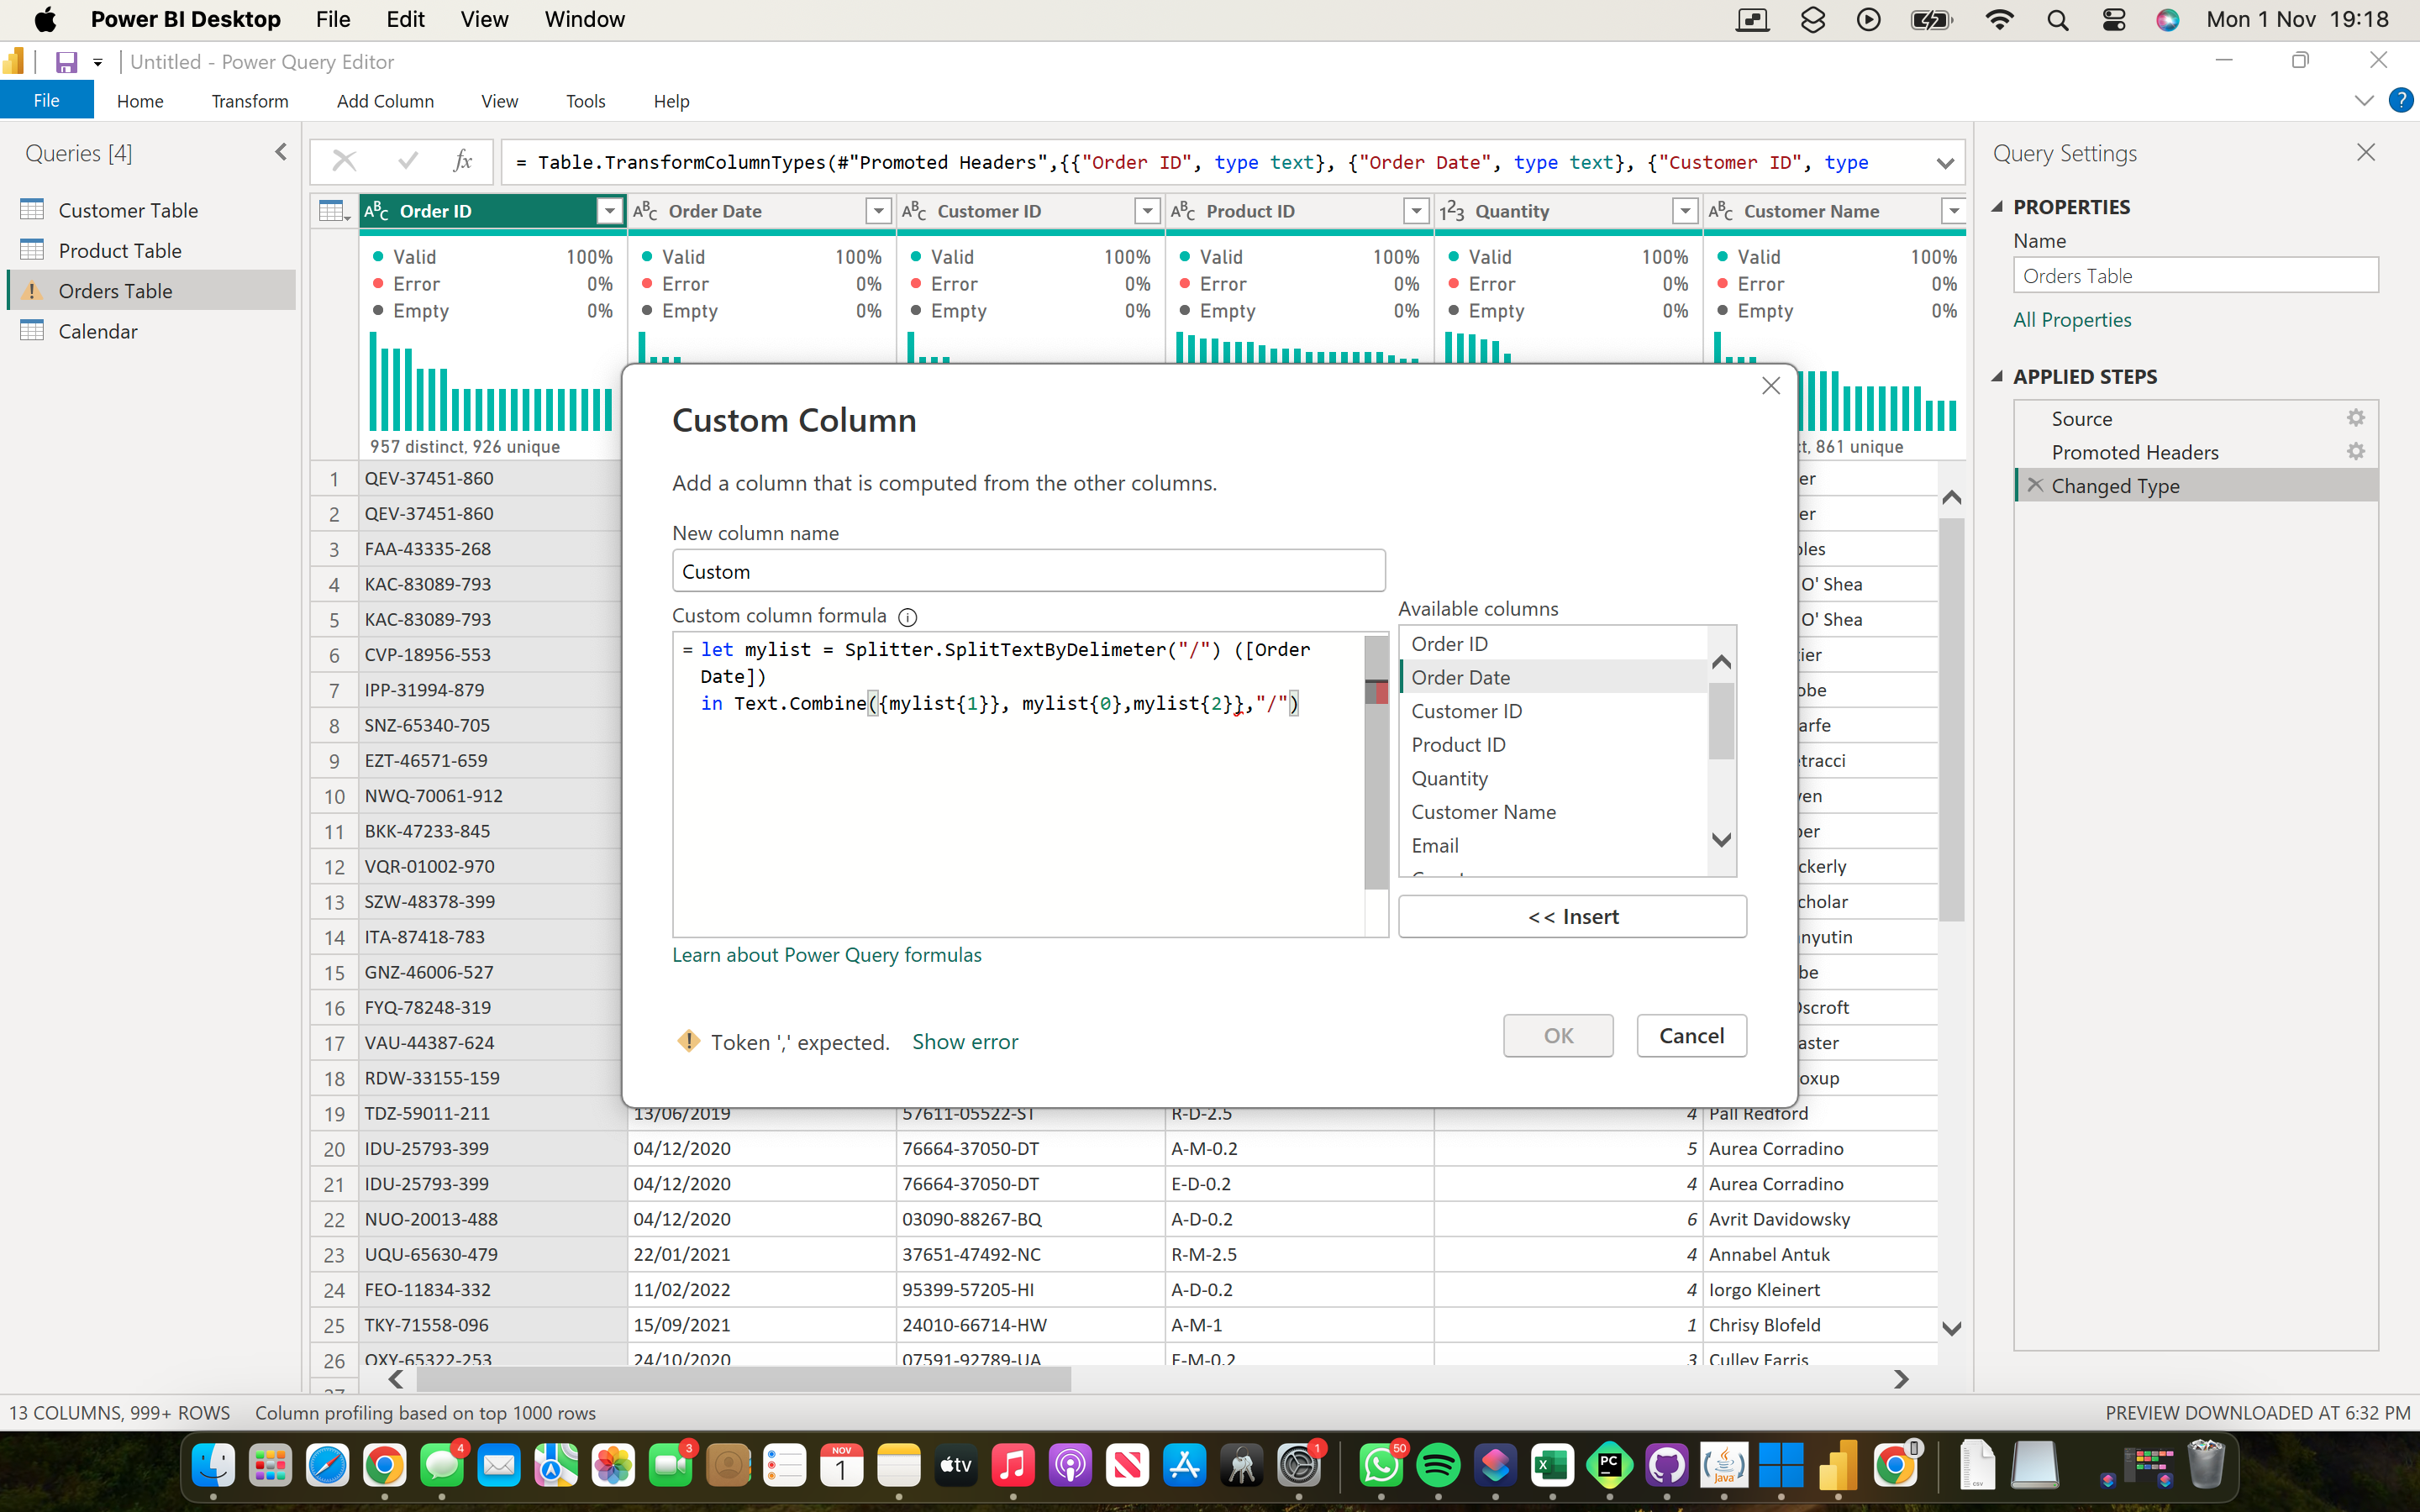 Power BI Desktop File Edit View Window Mon 1 Nov 19:18
Untitled - Power Query Editor
File Home Transform Add Column View Tools Help
Queries [4]
Customer Table
Product Table
Orders Table
Calendar
fx = Table.TransformColumnTypes(#"Promoted Headers",{{"Order ID", type text}, {"Order Date", type text}, {"Customer ID", type
ABC Order ID ABC Order Date ABC Customer ID ABC Product ID 123 Quantity ABC Customer Name
Valid 100% Valid 100% Valid 100% Valid 100% Valid 100% Valid 100%
Error 0% Error 0% Error 0% Error 0% Error 0% Error 0%
Empty 0% Empty 0% Empty 0% Empty 0% Empty 0% Empty 0%
957 distinct, 926 unique
ct, 861 unique
1 QEV-37451-860 er
2 QEV-37451-860 er
3 FAA-43335-268 bles
4 KAC-83089-793 O' Shea
5 KAC-83089-793 O' Shea
6 CVP-18956-553 ier
7 IPP-31994-879 obe
8 SNZ-65340-705 arfe
9 EZT-46571-659 tracci
10 NWQ-70061-912 ven
11 BKK-47233-845 per
12 VQR-01002-970 ckerly
13 SZW-48378-399 cholar
14 ITA-87418-783 nyutin
15 GNZ-46006-527 be
16 FYQ-78248-319 Oscroft
17 VAU-44387-624 aster
18 RDW-33155-159 oxup
19 TDZ-59011-211 13/06/2019 57611-05522-ST R-D-2.5 4 Pall Redford
20 IDU-25793-399 04/12/2020 76664-37050-DT A-M-0.2 5 Aurea Corradino
21 IDU-25793-399 04/12/2020 76664-37050-DT E-D-0.2 4 Aurea Corradino
22 NUO-20013-488 04/12/2020 03090-88267-BQ A-D-0.2 6 Avrit Davidowsky
23 UQU-65630-479 22/01/2021 37651-47492-NC R-M-2.5 4 Annabel Antuk
24 FEO-11834-332 11/02/2022 95399-57205-HI A-D-0.2 4 Iorgo Kleinert
25 TKY-71558-096 15/09/2021 24010-66714-HW A-M-1 1 Chrisy Blofeld
26 OXY-65322-253 24/10/2020 07591-92789-UA E-M-0.2 3 Culley Farris
27
Custom Column
Add a column that is computed from the other columns.
New column name
Custom
Custom column formula
= let mylist = Splitter.SplitTextByDelimeter("/") ([Order
Date])
in Text.Combine({mylist{1}}, mylist{0},mylist{2}},"/")
Available columns
Order ID
Order Date
Customer ID
Product ID
Quantity
Customer Name
Email
<< Insert
Learn about Power Query formulas
Token ',' expected. Show error
OK Cancel
Query Settings
PROPERTIES
Name
Orders Table
All Properties
APPLIED STEPS
Source
Promoted Headers
Changed Type
13 COLUMNS, 999+ ROWS Column profiling based on top 1000 rows PREVIEW DOWNLOADED AT 6:32 PM
4 3 NOV 1 tv 1 50 PC Java